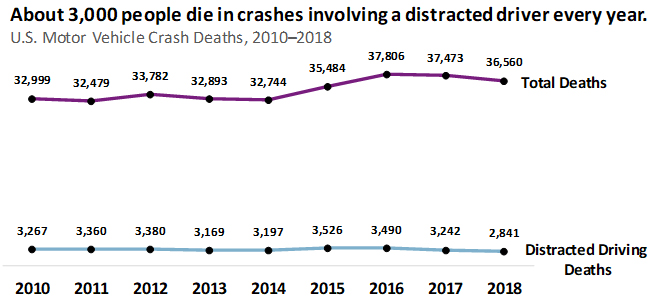 About 3,000 people die in crashes involving a distracted driver every year.
U.S. Motor Vehicle Crash Deaths, 2010–2018
32,999 32,479 33,782 32,893 32,744 35,484 37,806 37,473 36,560
Total Deaths
3,267 3,360 3,380 3,169 3,197 3,526 3,490 3,242 2,841
Distracted Driving
Deaths
2010 2011 2012 2013 2014 2015 2016 2017 2018